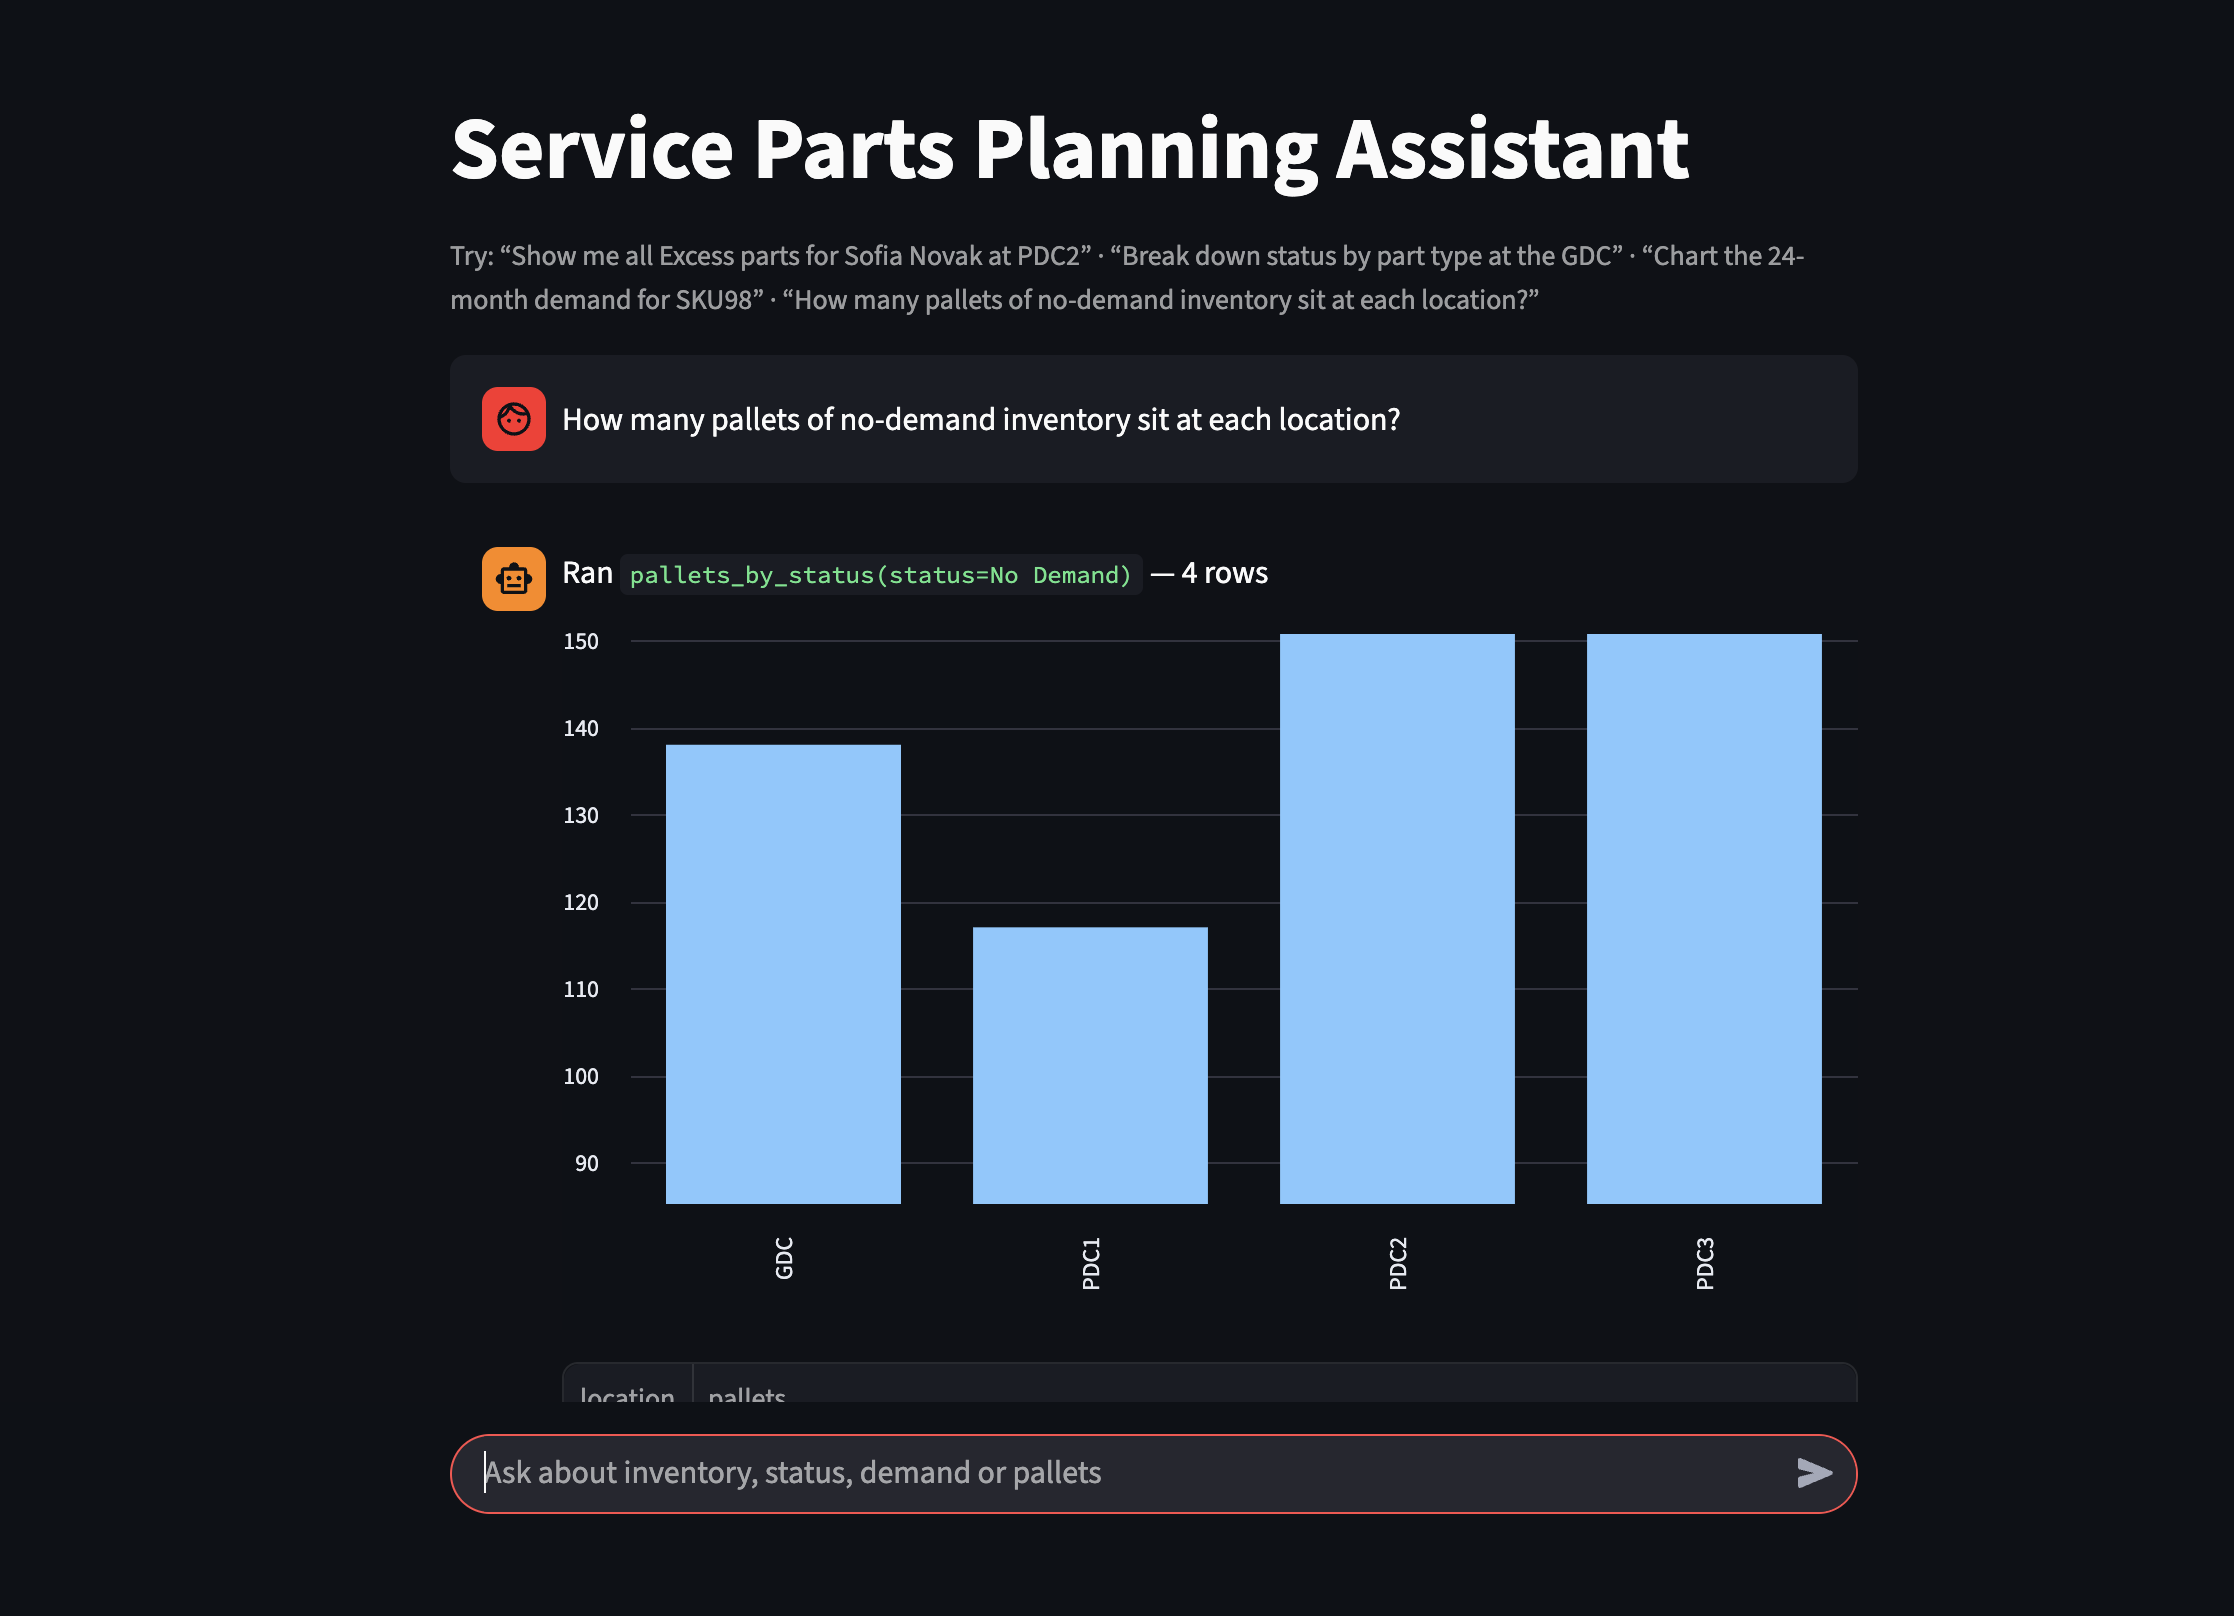 Service Parts Planning Assistant
Try: “Show me all Excess parts for Sofia Novak at PDC2” · “Break down status by part type at the GDC” · “Chart the 24-
month demand for SKU98” · “How many pallets of no-demand inventory sit at each location?”
How many pallets of no-demand inventory sit at each location?
Ran pallets_by_status(status=No Demand) — 4 rows
150
140
130
120
110
100
90
GDC
PDC1
PDC2
PDC3
location pallets
Ask about inventory, status, demand or pallets